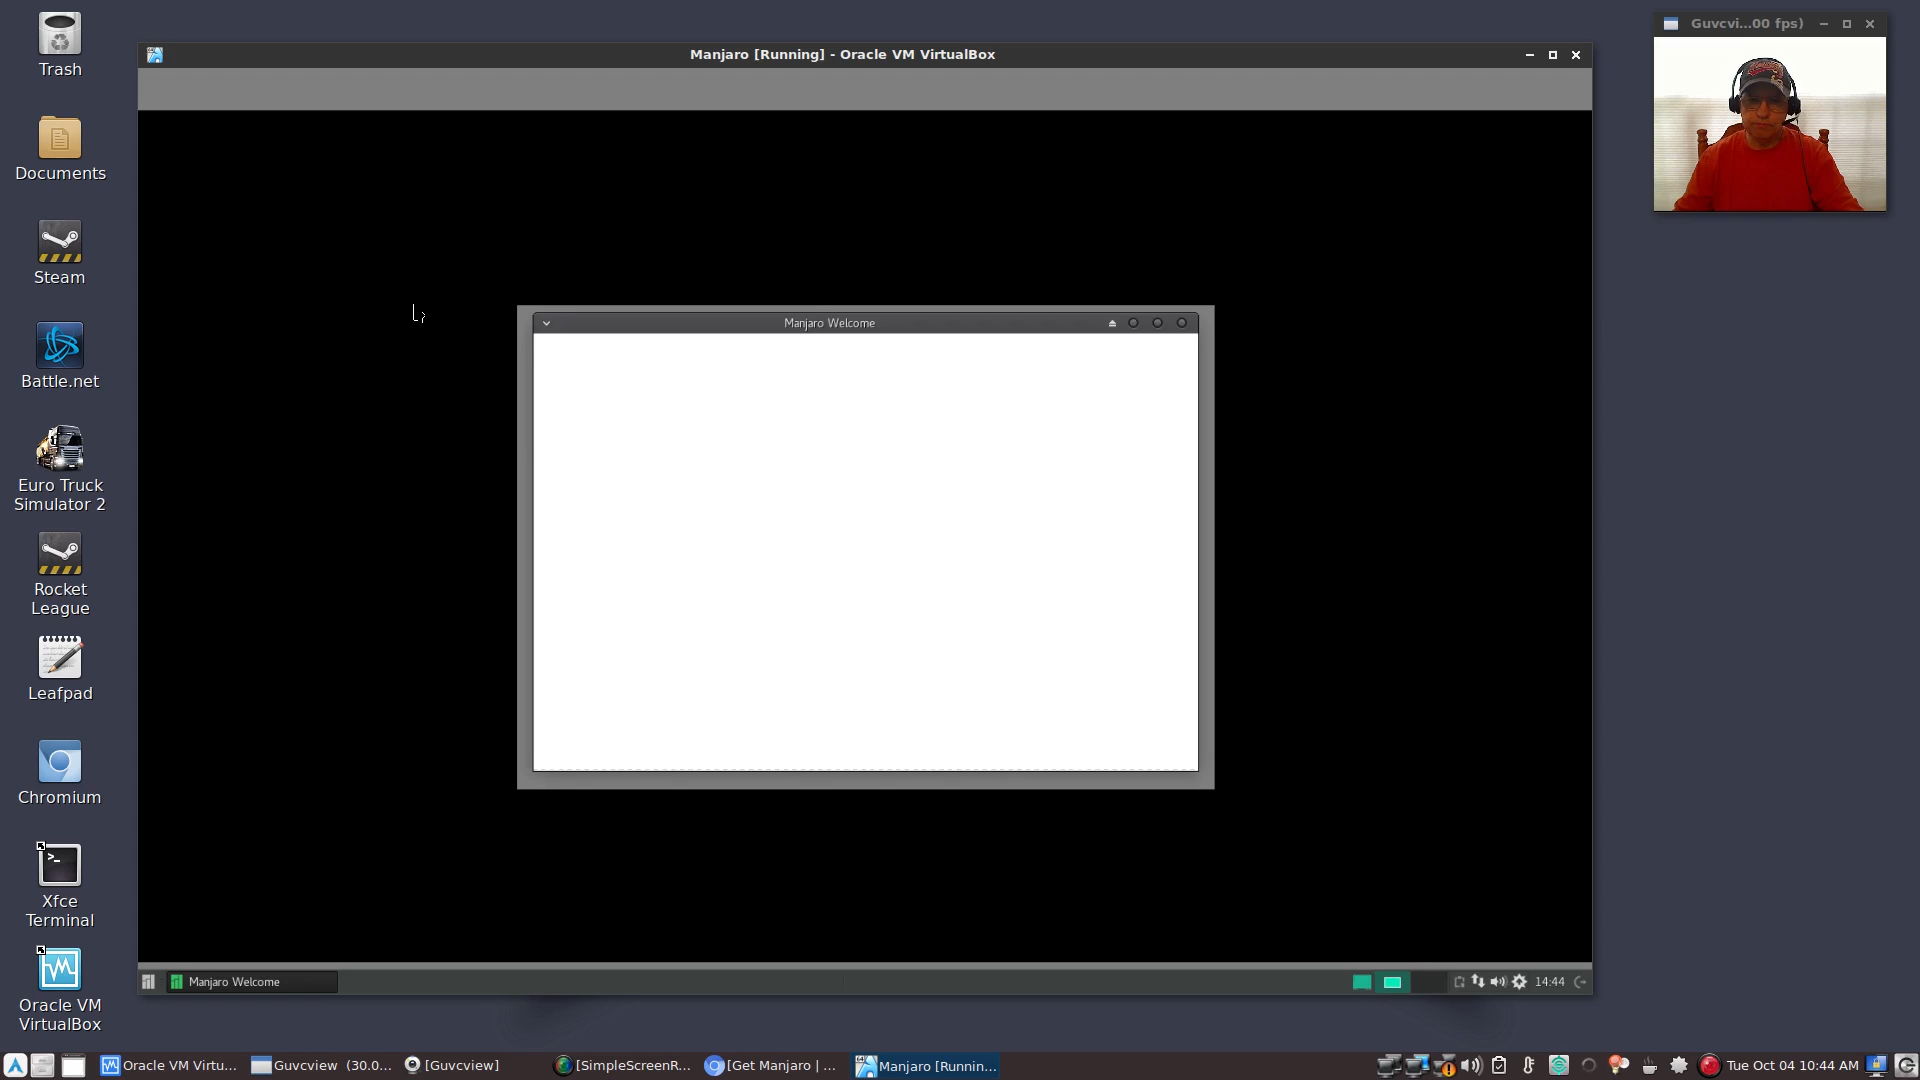 Trash
Documents
Steam
Battle.net
Euro Truck
Simulator 2
Rocket
League
Leafpad
Chromium
>_
Xfce
Terminal
Oracle VM
VirtualBox
Manjaro [Running] - Oracle VM VirtualBox
Guvcvi...00 fps)
Manjaro Welcome
Manjaro Welcome
14:44
Oracle VM Virtu...
Guvcview (30.0...
[Guvcview]
[SimpleScreenR...
[Get Manjaro | ...
Manjaro [Runnin...
Tue Oct 04 10:44 AM